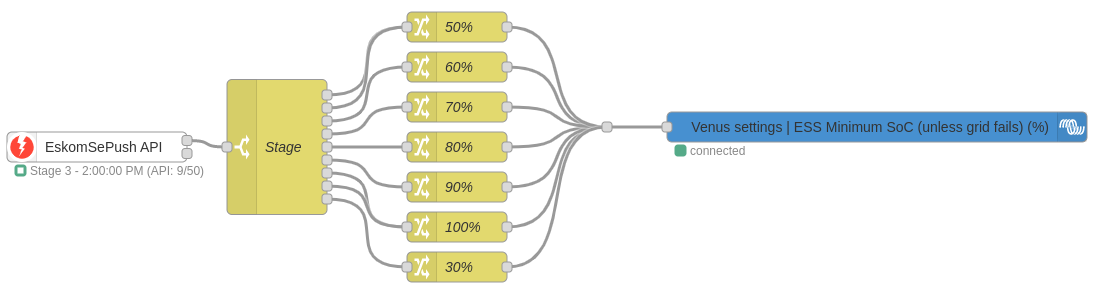 EskomSePush API
Stage 3 - 2:00:00 PM (API: 9/50)
Stage
50%
60%
70%
80%
90%
100%
30%
Venus settings | ESS Minimum SoC (unless grid fails) (%)
connected